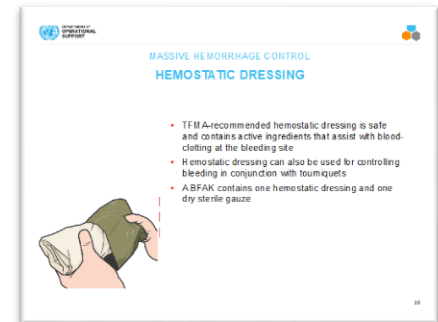 DEPARTMENT OF
OPERATIONAL
SUPPORT
MASSIVE HEMORRHAGE CONTROL
HEMOSTATIC DRESSING
• TFMA-recommended hemostatic dressing is safe
and contains active ingredients that assist with blood-
clotting at the bleeding site
• Hemostatic dressing can also be used for controlling
bleeding in conjunction with tourniquets
• A BFAK contains one hemostatic dressing and one
dry sterile gauze